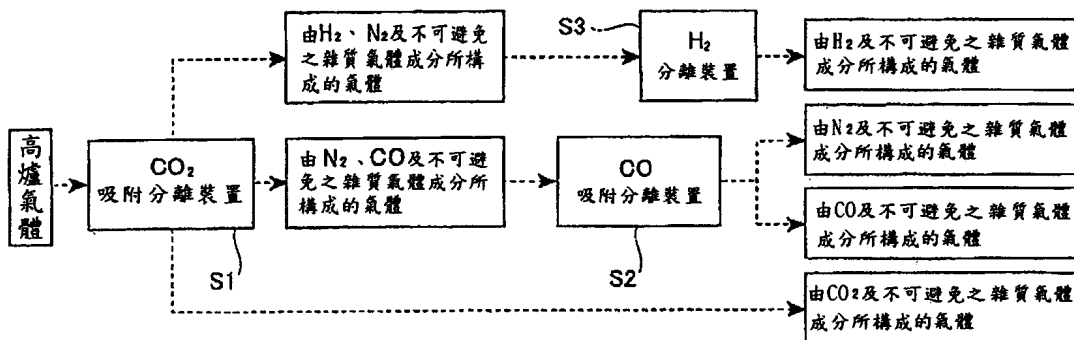 高爐氣體
CO₂
吸附分離裝置
S1
由H₂、N₂及不可避免
之雜質氣體成分所構
成的氣體
S3
H₂
分離裝置
由H₂及不可避免之雜質氣體
成分所構成的氣體
由N₂、CO及不可避
免之雜質氣體成分所
構成的氣體
CO
吸附分離裝置
S2
由N₂及不可避免之雜質氣體
成分所構成的氣體
由CO及不可避免之雜質氣體
成分所構成的氣體
由CO₂及不可避免之雜質氣體
成分所構成的氣體